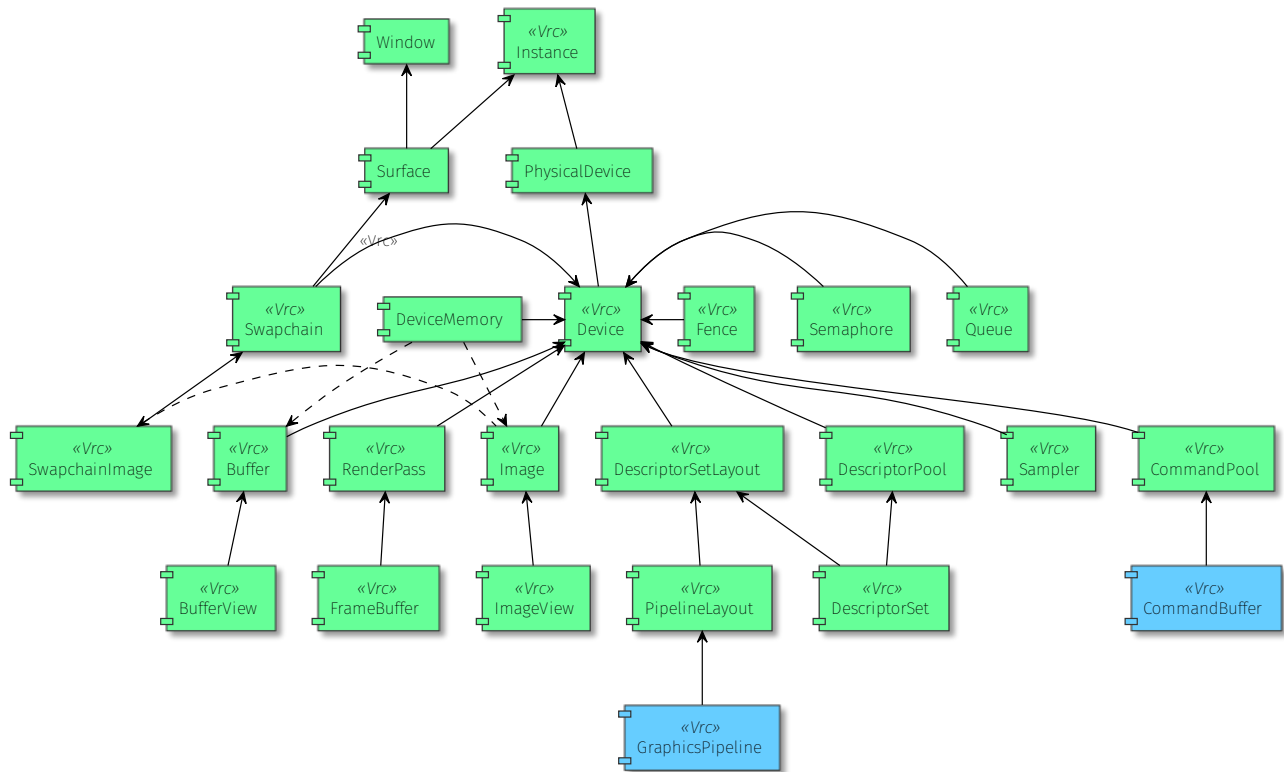 Window
«Vrc»
Instance
Surface
PhysicalDevice
«Vrc»
«Vrc»
Swapchain
DeviceMemory
«Vrc»
Device
«Vrc»
Fence
«Vrc»
Semaphore
«Vrc»
Queue
«Vrc»
SwapchainImage
«Vrc»
Buffer
«Vrc»
RenderPass
«Vrc»
Image
«Vrc»
DescriptorSetLayout
«Vrc»
DescriptorPool
«Vrc»
Sampler
«Vrc»
CommandPool
«Vrc»
BufferView
«Vrc»
FrameBuffer
«Vrc»
ImageView
«Vrc»
PipelineLayout
«Vrc»
DescriptorSet
«Vrc»
CommandBuffer
«Vrc»
GraphicsPipeline